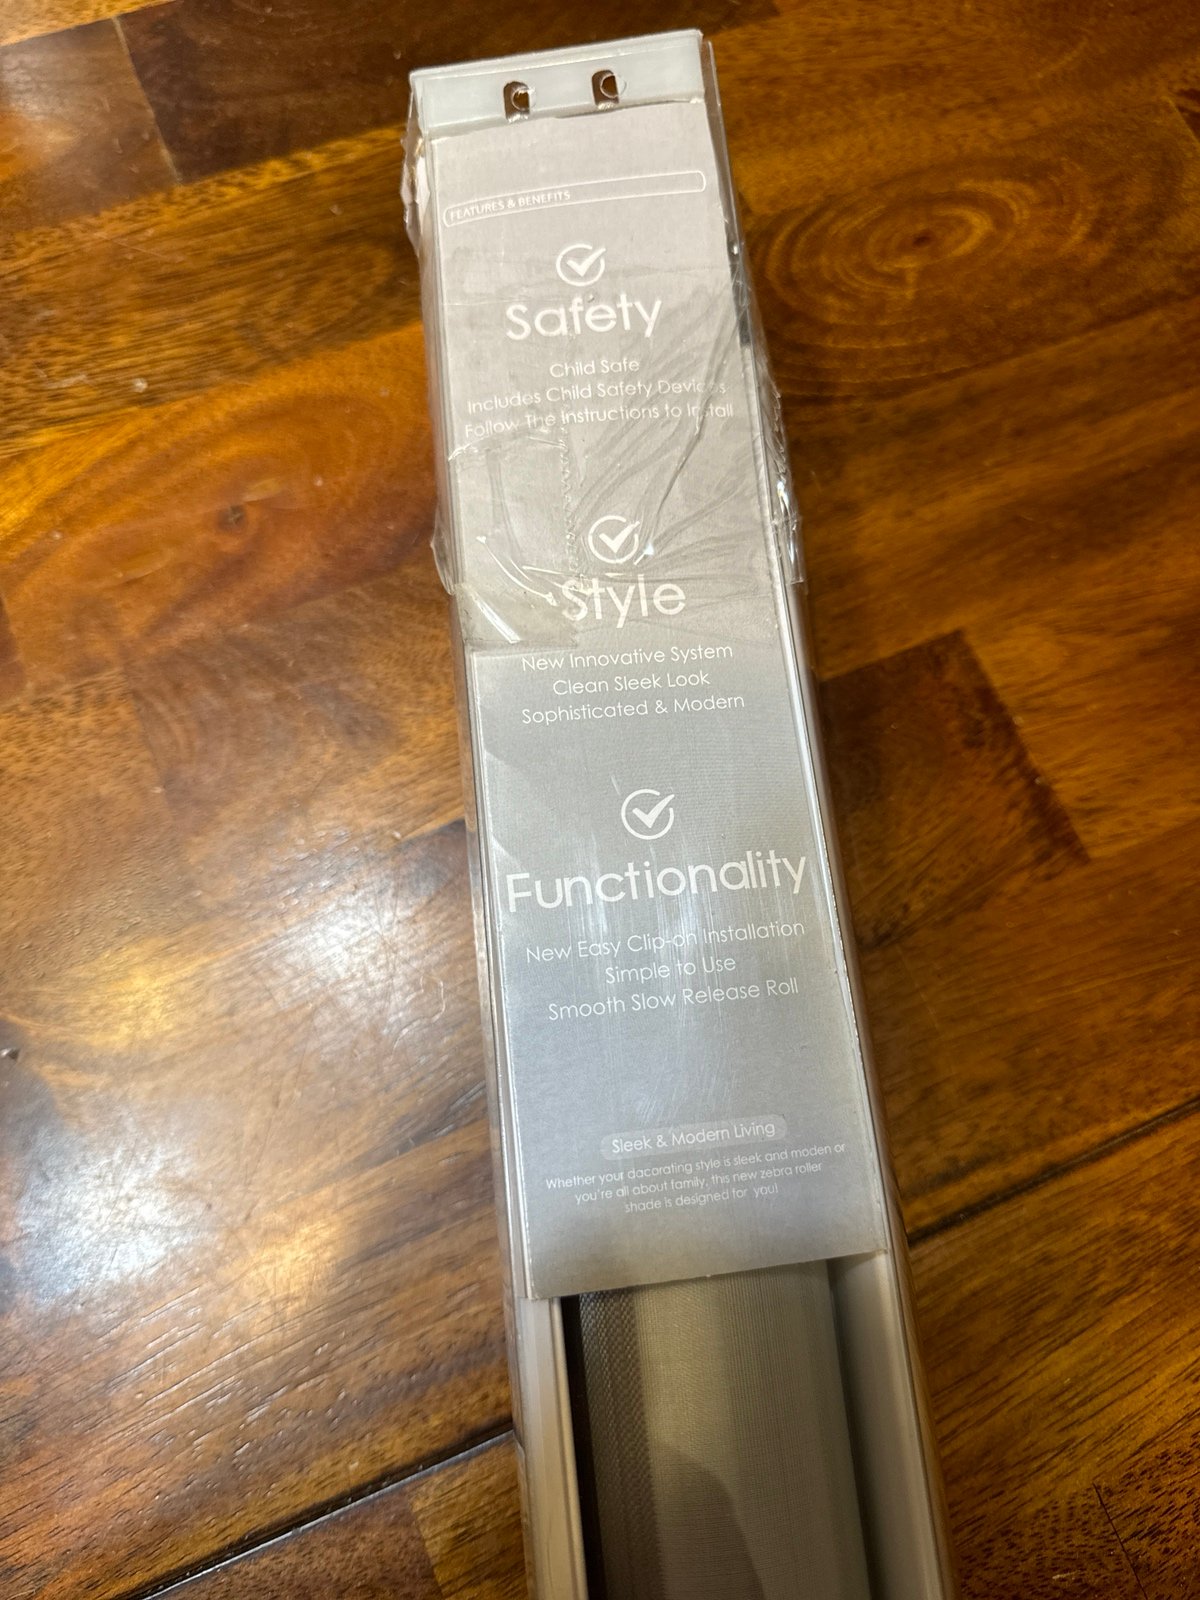 FEATURES & BENEFITS
Safety
Child Safe
Includes Child Safety Devices
Follow The Instructions to Install
Style
New Innovative System
Clean Sleek Look
Sophisticated & Modern
Functionality
New Easy Clip-on Installation
Simple to Use
Smooth Slow Release Roll
Sleek & Modern Living
Whether your dacorating style is sleek and moden or
you're all about family, this new zebra roller
shade is designed for you!